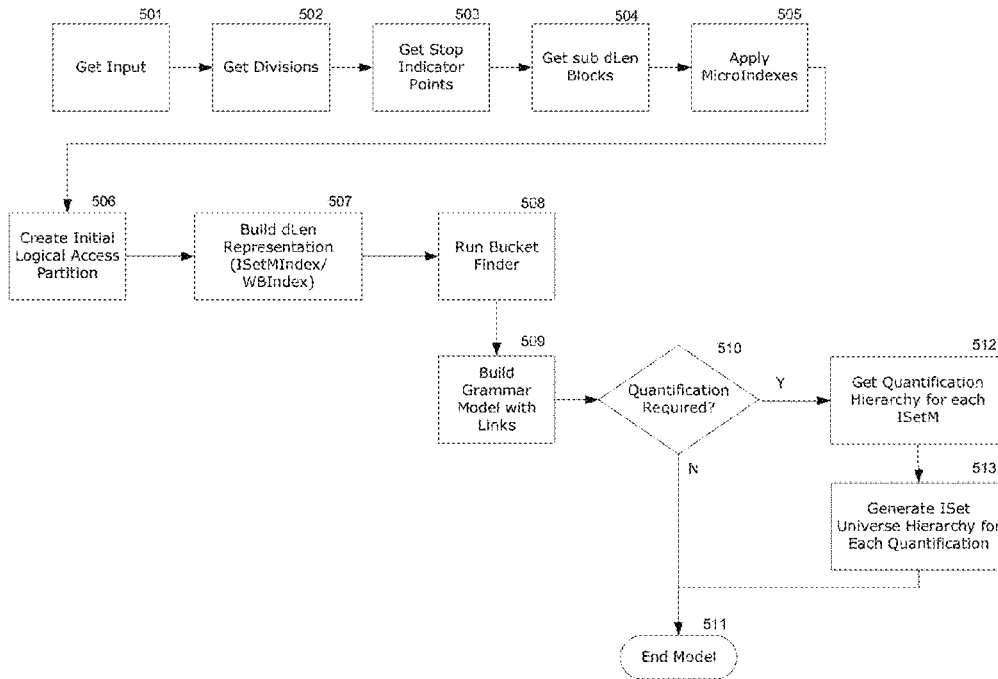 501
502
503
504
505
Get Input
Get Divisions
Get Stop
Indicator
Points
Get sub dLen
Blocks
Apply
MicroIndexes
506
507
508
Create Initial
Logical Access
Partition
Build dLen
Representation
(ISetMIndex/
WBIndex)
Run Bucket
Finder
509
510
512
Build
Grammar
Model with
Links
Quantification
Required?
Y
Get Quantification
Hierarchy for each
ISetM
N
513
Generate ISet
Universe Hierarchy for
Each Quantification
511
End Model